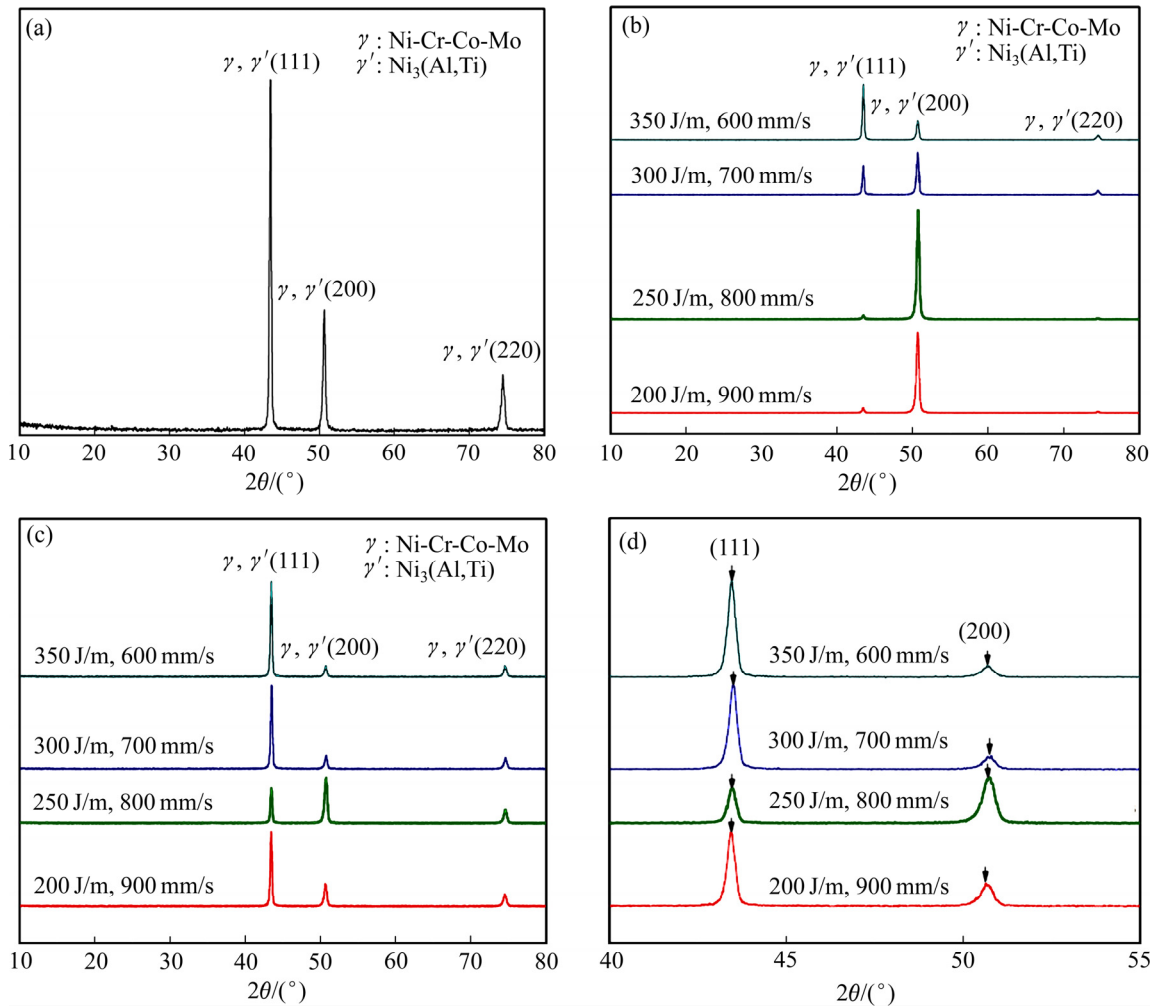 (a)
γ : Ni-Cr-Co-Mo
γ′: Ni₃(Al,Ti)
γ, γ′(111)
γ, γ′(200)
γ, γ′(220)
10 20 30 40 50 60 70 80
2θ/(°)
(b)
γ : Ni-Cr-Co-Mo
γ′: Ni₃(Al,Ti)
γ, γ′(111)
γ, γ′(200)
γ, γ′(220)
350 J/m, 600 mm/s
300 J/m, 700 mm/s
250 J/m, 800 mm/s
200 J/m, 900 mm/s
10 20 30 40 50 60 70 80
2θ/(°)
(c)
γ : Ni-Cr-Co-Mo
γ′: Ni₃(Al,Ti)
γ, γ′(111)
γ, γ′(200)
γ, γ′(220)
350 J/m, 600 mm/s
300 J/m, 700 mm/s
250 J/m, 800 mm/s
200 J/m, 900 mm/s
10 20 30 40 50 60 70 80
2θ/(°)
(d)
(111)
(200)
350 J/m, 600 mm/s
300 J/m, 700 mm/s
250 J/m, 800 mm/s
200 J/m, 900 mm/s
40 45 50 55
2θ/(°)